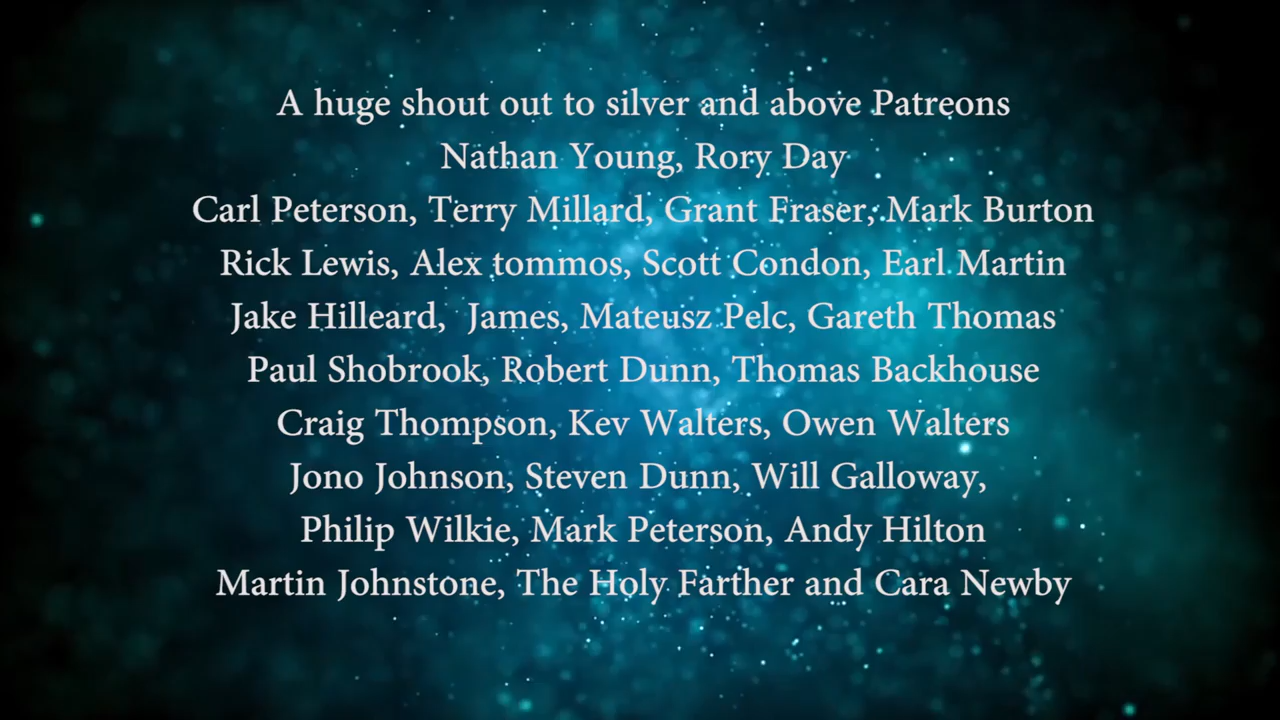 A huge shout out to silver and above Patreons
Nathan Young, Rory Day
Carl Peterson, Terry Millard, Grant Fraser, Mark Burton
Rick Lewis, Alex tommos, Scott Condon, Earl Martin
Jake Hilleard,  James, Mateusz Pelc, Gareth Thomas
Paul Shobrook, Robert Dunn, Thomas Backhouse
Craig Thompson, Kev Walters, Owen Walters
Jono Johnson, Steven Dunn, Will Galloway,
Philip Wilkie, Mark Peterson, Andy Hilton
Martin Johnstone, The Holy Farther and Cara Newby